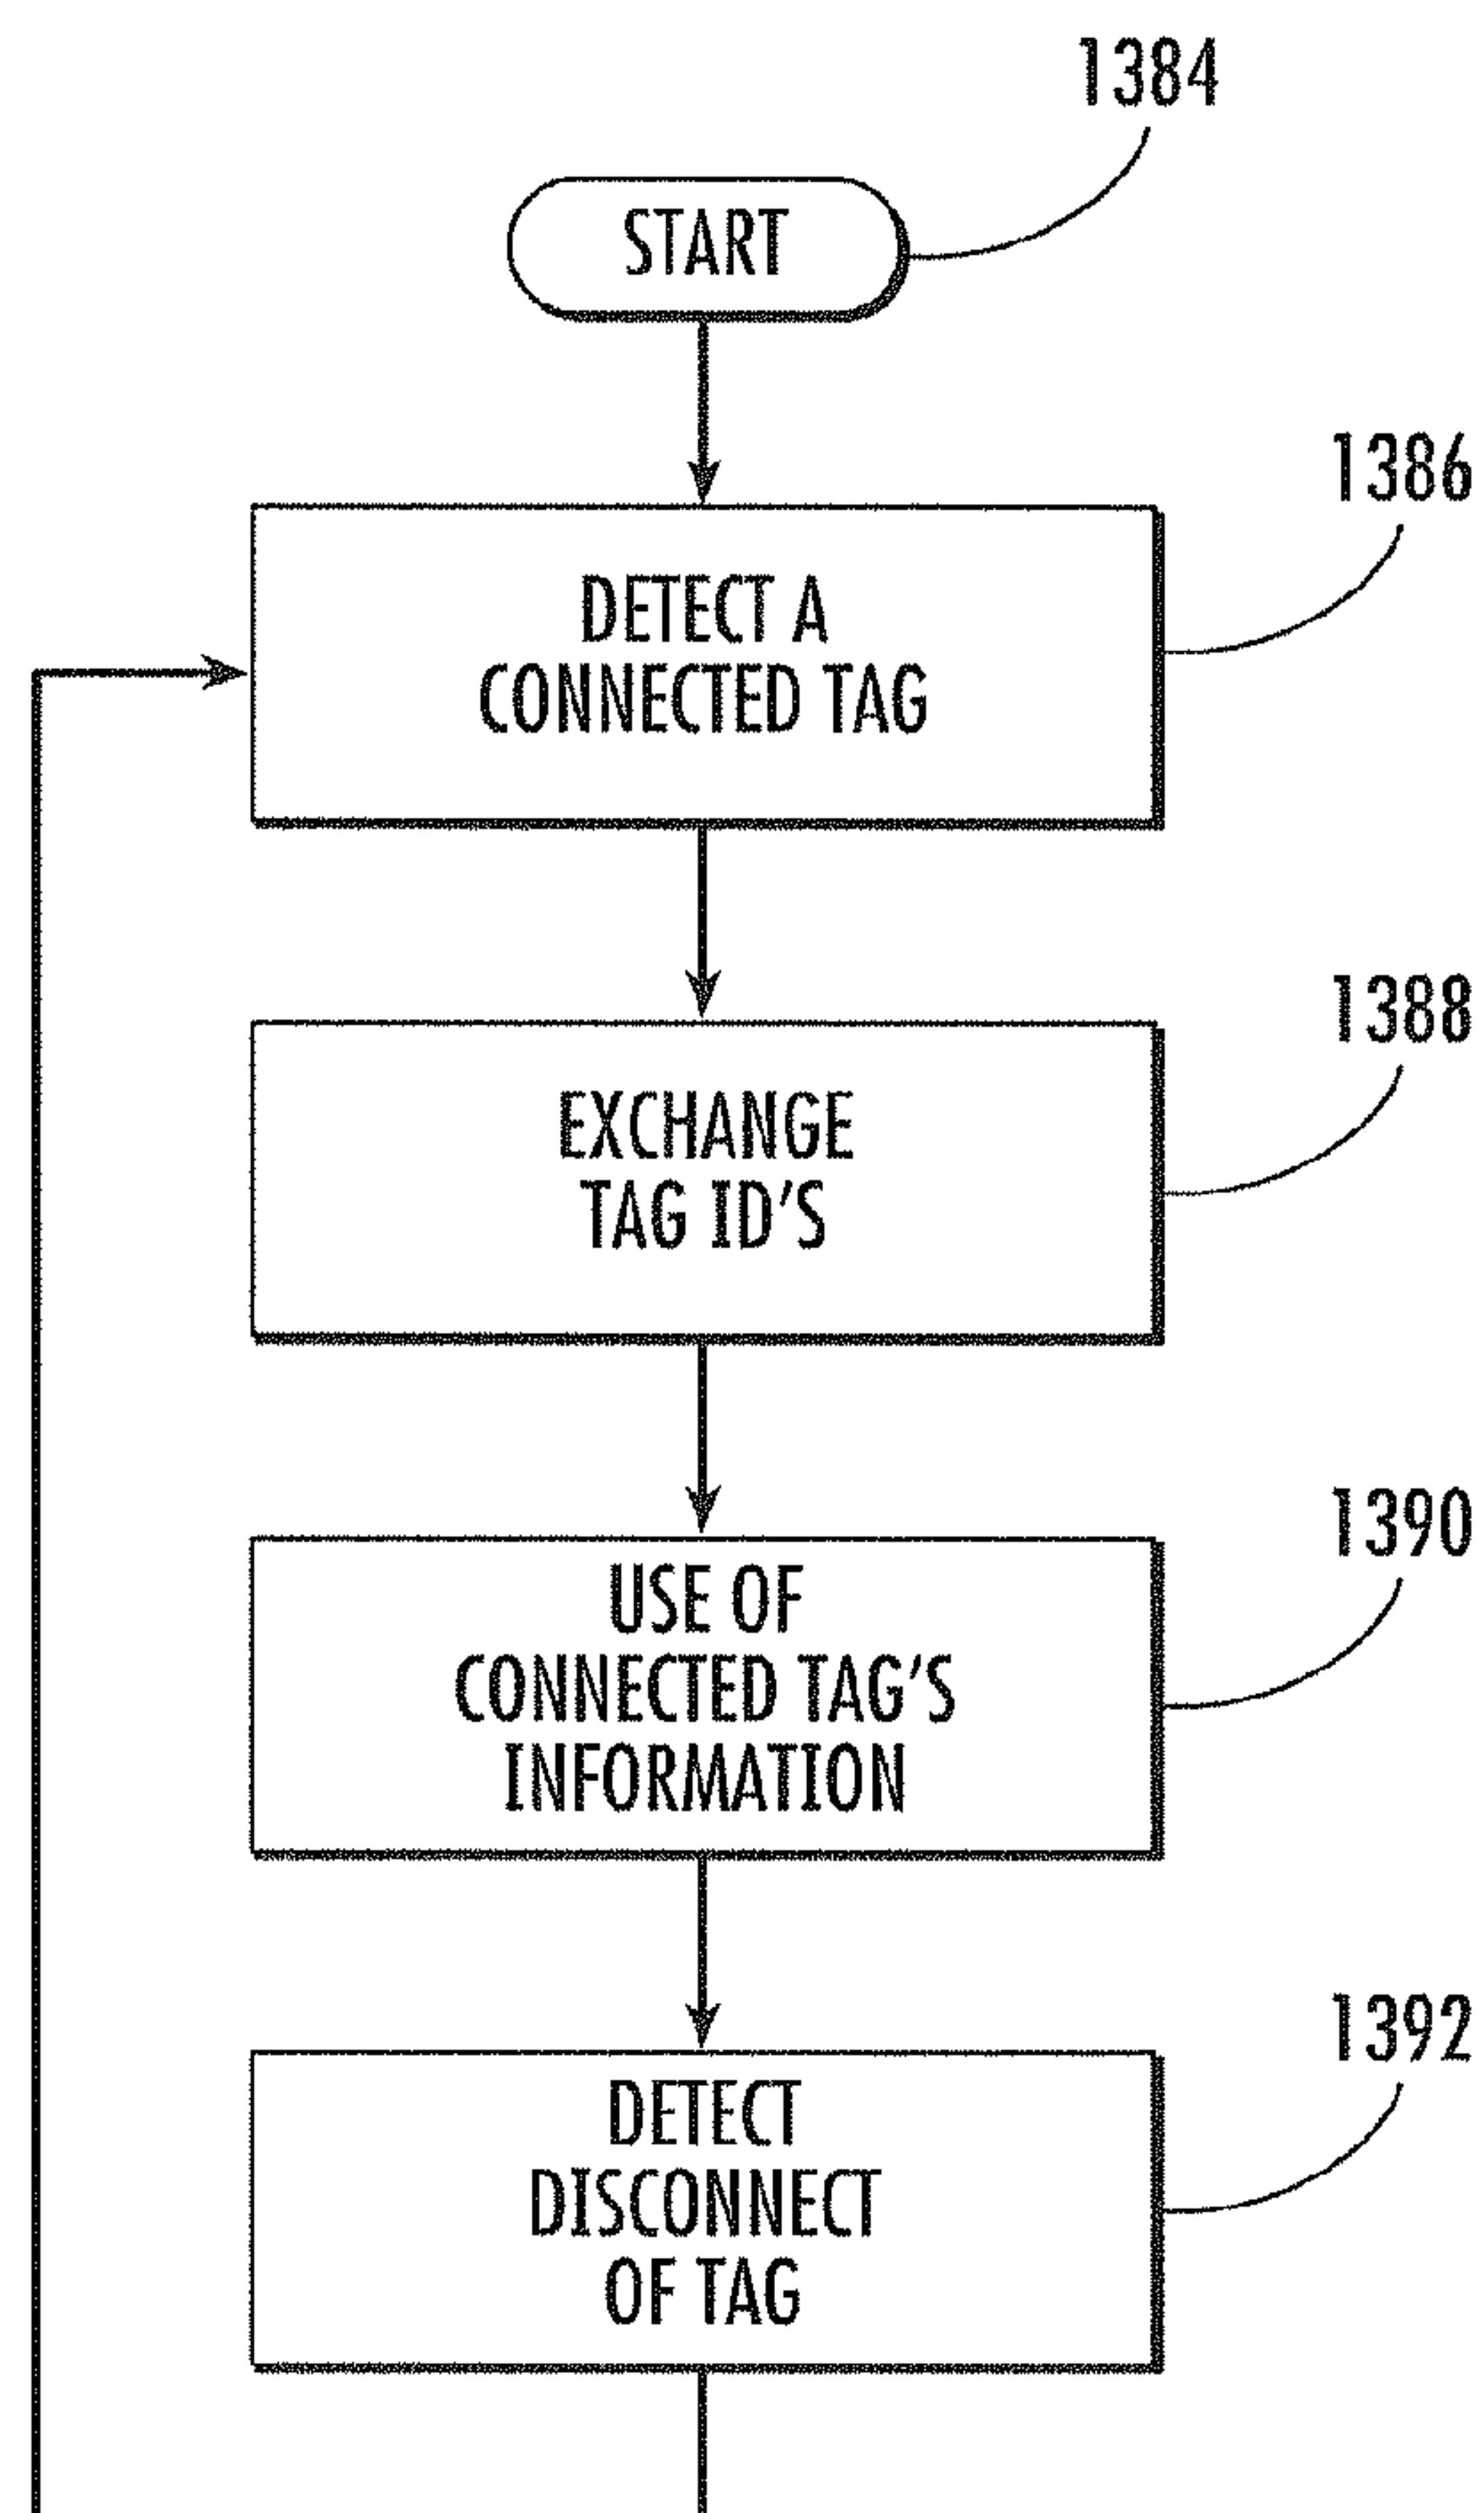 1384
START
1386
DETECT A
CONNECTED TAG
1388
EXCHANGE
TAG ID'S
1390
USE OF
CONNECTED TAG'S
INFORMATION
1392
DETECT
DISCONNECT
OF TAG